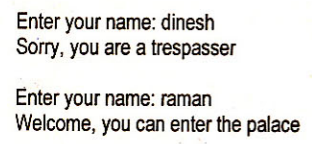 Enter your name: dinesh
Sorry, you are a trespasser
Enter your name: raman
Welcome, you can enter the palace